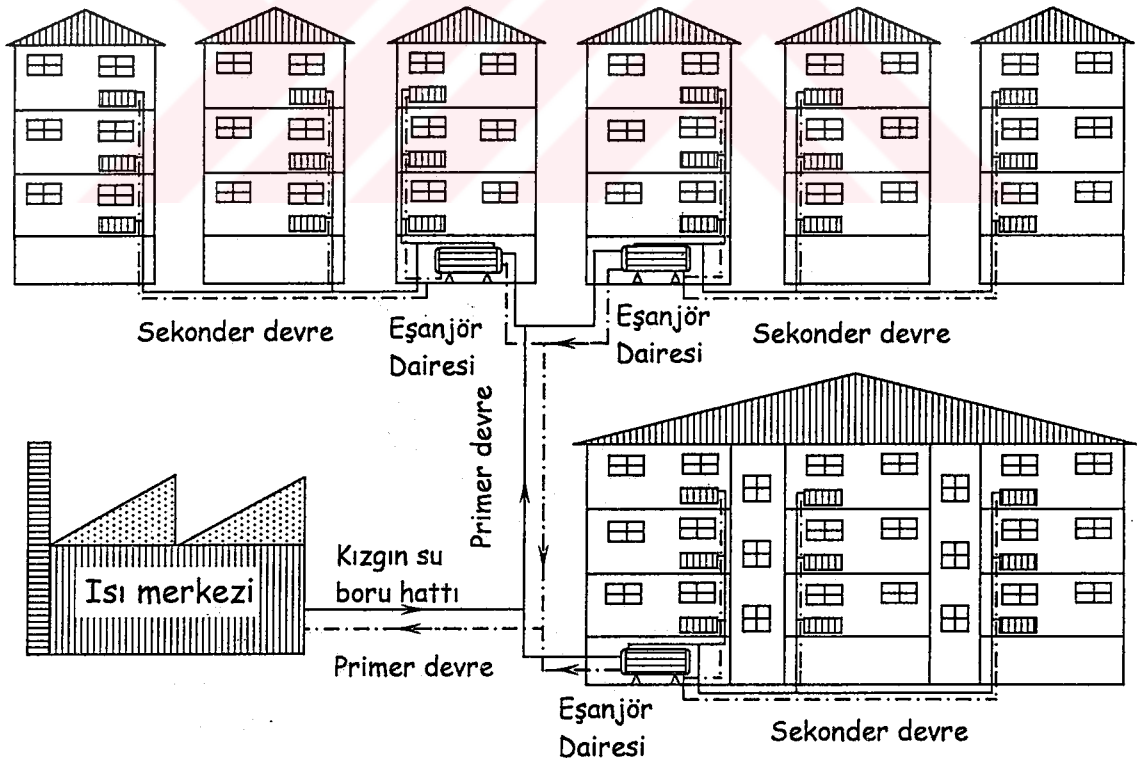 Sekonder devre
Eşanjör
Dairesi
Eşanjör
Dairesi
Sekonder devre
Primer devre
Isı merkezi
Kızgın su
boru hattı
Primer devre
Eşanjör
Dairesi
Sekonder devre